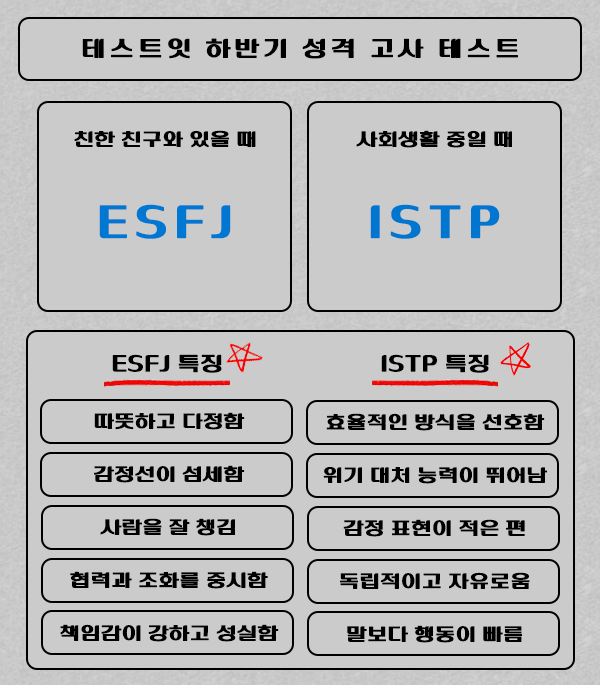 테스트잇 하반기 성격 고사 테스트
친한 친구와 있을 때
ESFJ
사회생활 중일 때
ISTP
ESFJ 특징
따뜻하고 다정함
감정선이 섬세함
사람을 잘 챙김
협력과 조화를 중시함
책임감이 강하고 성실함
ISTP 특징
효율적인 방식을 선호함
위기 대처 능력이 뛰어남
감정 표현이 적은 편
독립적이고 자유로움
말보다 행동이 빠름